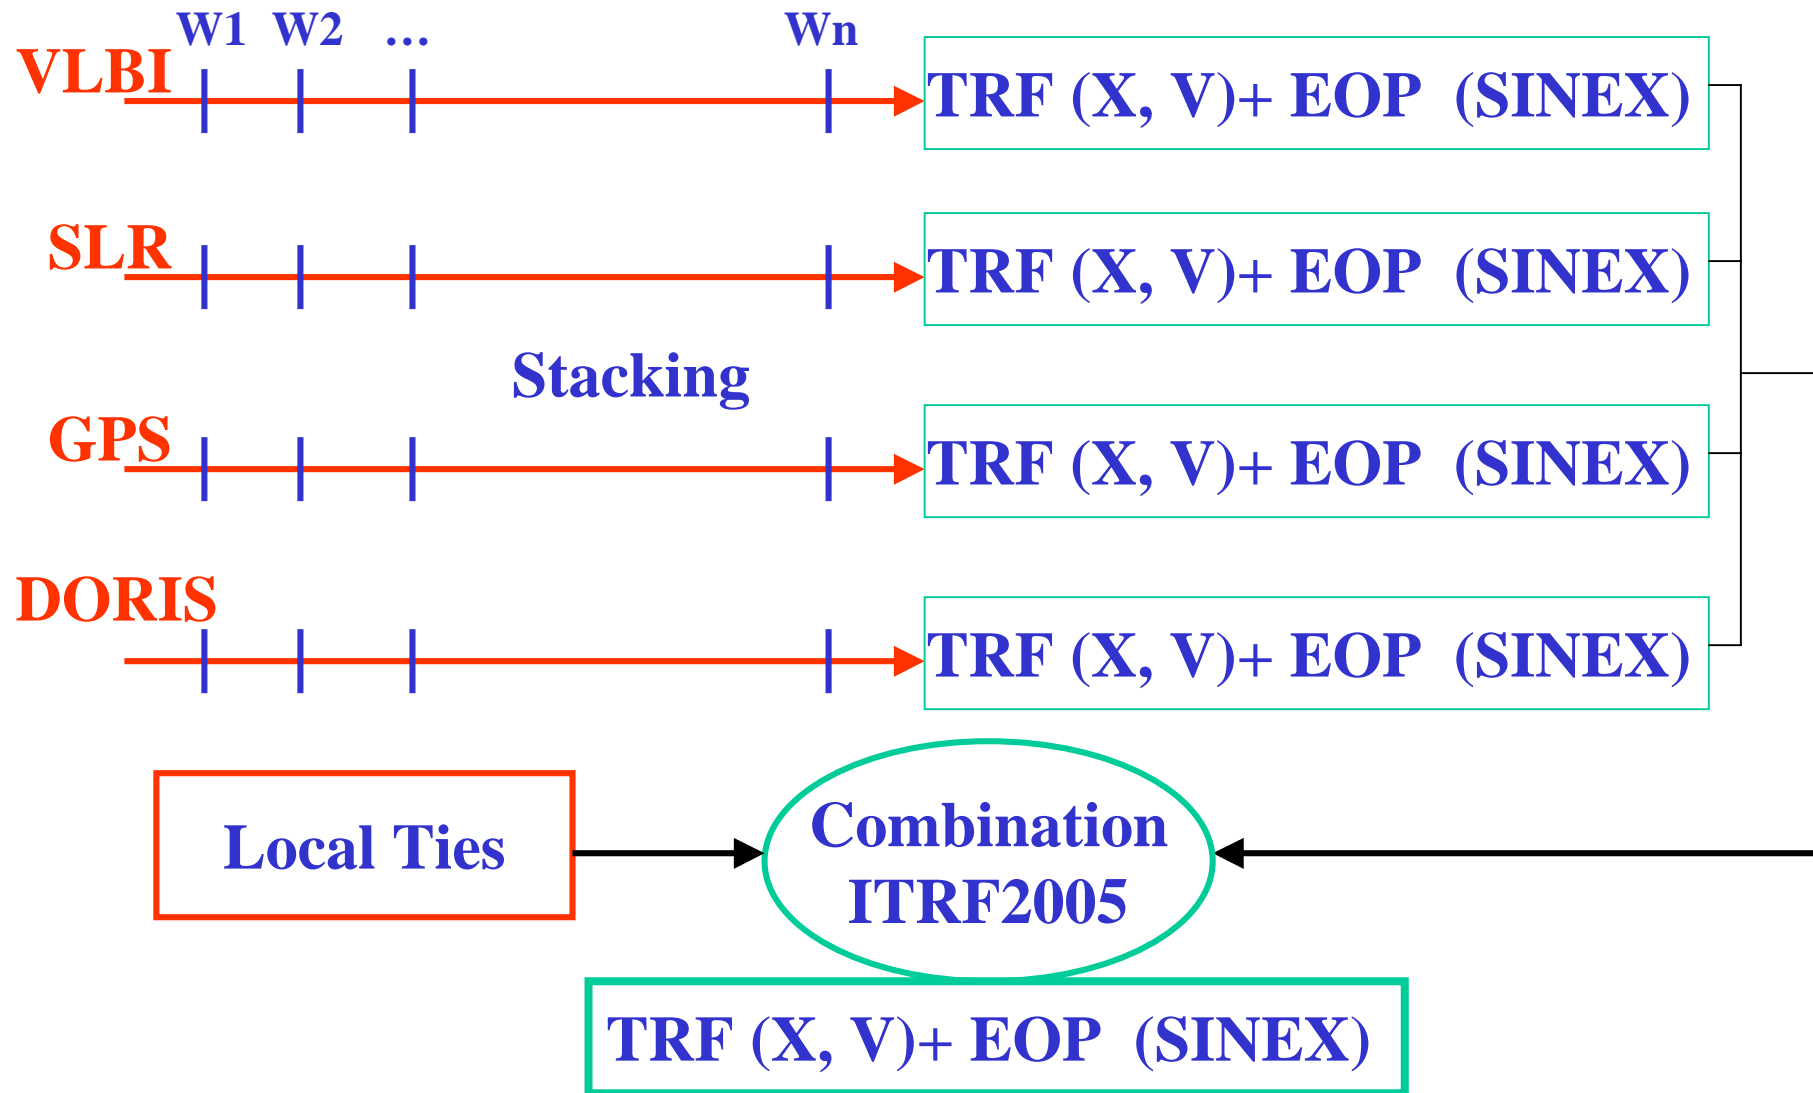 W1 W2 … Wn
VLBI
TRF (X, V)+ EOP (SINEX)
SLR
TRF (X, V)+ EOP (SINEX)
Stacking
GPS
TRF (X, V)+ EOP (SINEX)
DORIS
TRF (X, V)+ EOP (SINEX)
Local Ties
Combination
ITRF2005
TRF (X, V)+ EOP (SINEX)